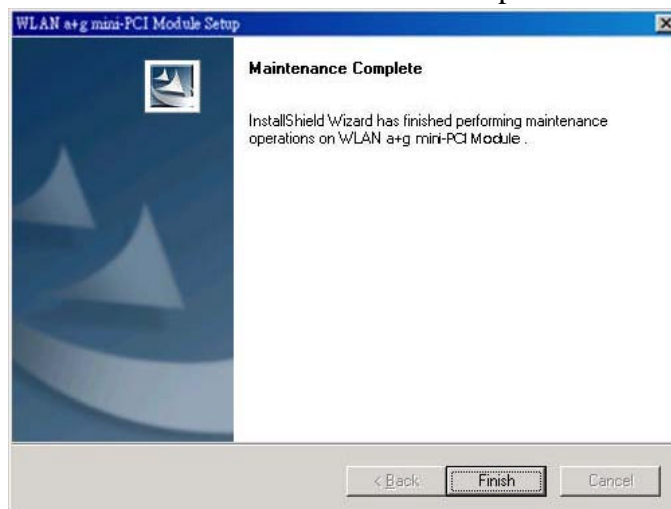 WLAN a+g mini-PCI Module Setup
Maintenance Complete
InstallShield Wizard has finished performing maintenance
operations on WLAN a+g mini-PCI Module .
< Back
Finish
Cancel